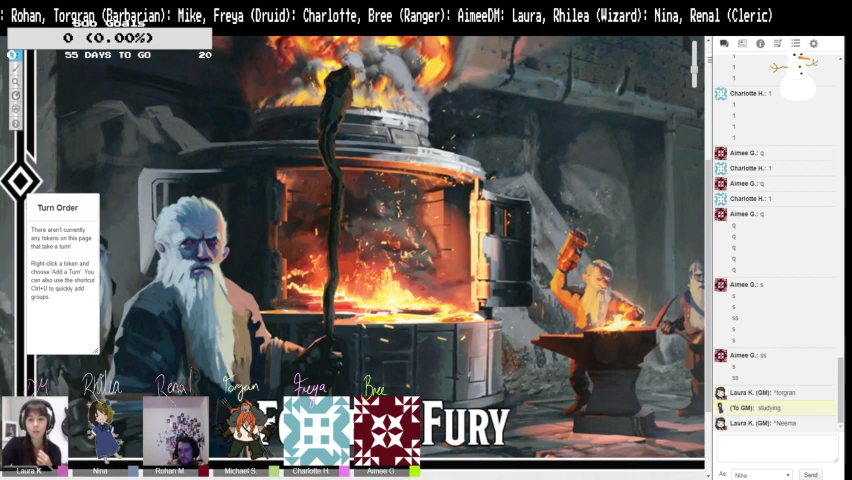 : Rohan, Torgran (Barbarian): Mike, Freya (Druid): Charlotte, Bree (Ranger): AimeeDM: Laura, Rhilea (Wizard): Nina, Renal (Cleric)
Sub Goals
0 (0.00%)
55 DAYS TO GO 20
Turn Order
There aren't currently
any tokens on this page
that take a turn!
Right-click a token and
choose 'Add a Turn'. You
can also use the shortcut
Ctrl+U to quickly add
groups.
DM
Rhilea
Renal
Torgan
Freya
Bree
FURY
Laura K.
Nina
Rohan M
Michael S.
Charlotte H
Aimee G.
1
1
1
Charlotte H.: 1
1
1
1
1
Aimee G.: q
Charlotte H.: 1
Aimee G.: q
Charlotte H.: 1
Aimee G.: q
q
q
q
q
q
Aimee G.: s
s
s
ss
s
s
Aimee G.: ss
s
ss
Laura K. (GM): ^torgran
(To GM): studying
Laura K. (GM): ^Neema
As: Nina
Send